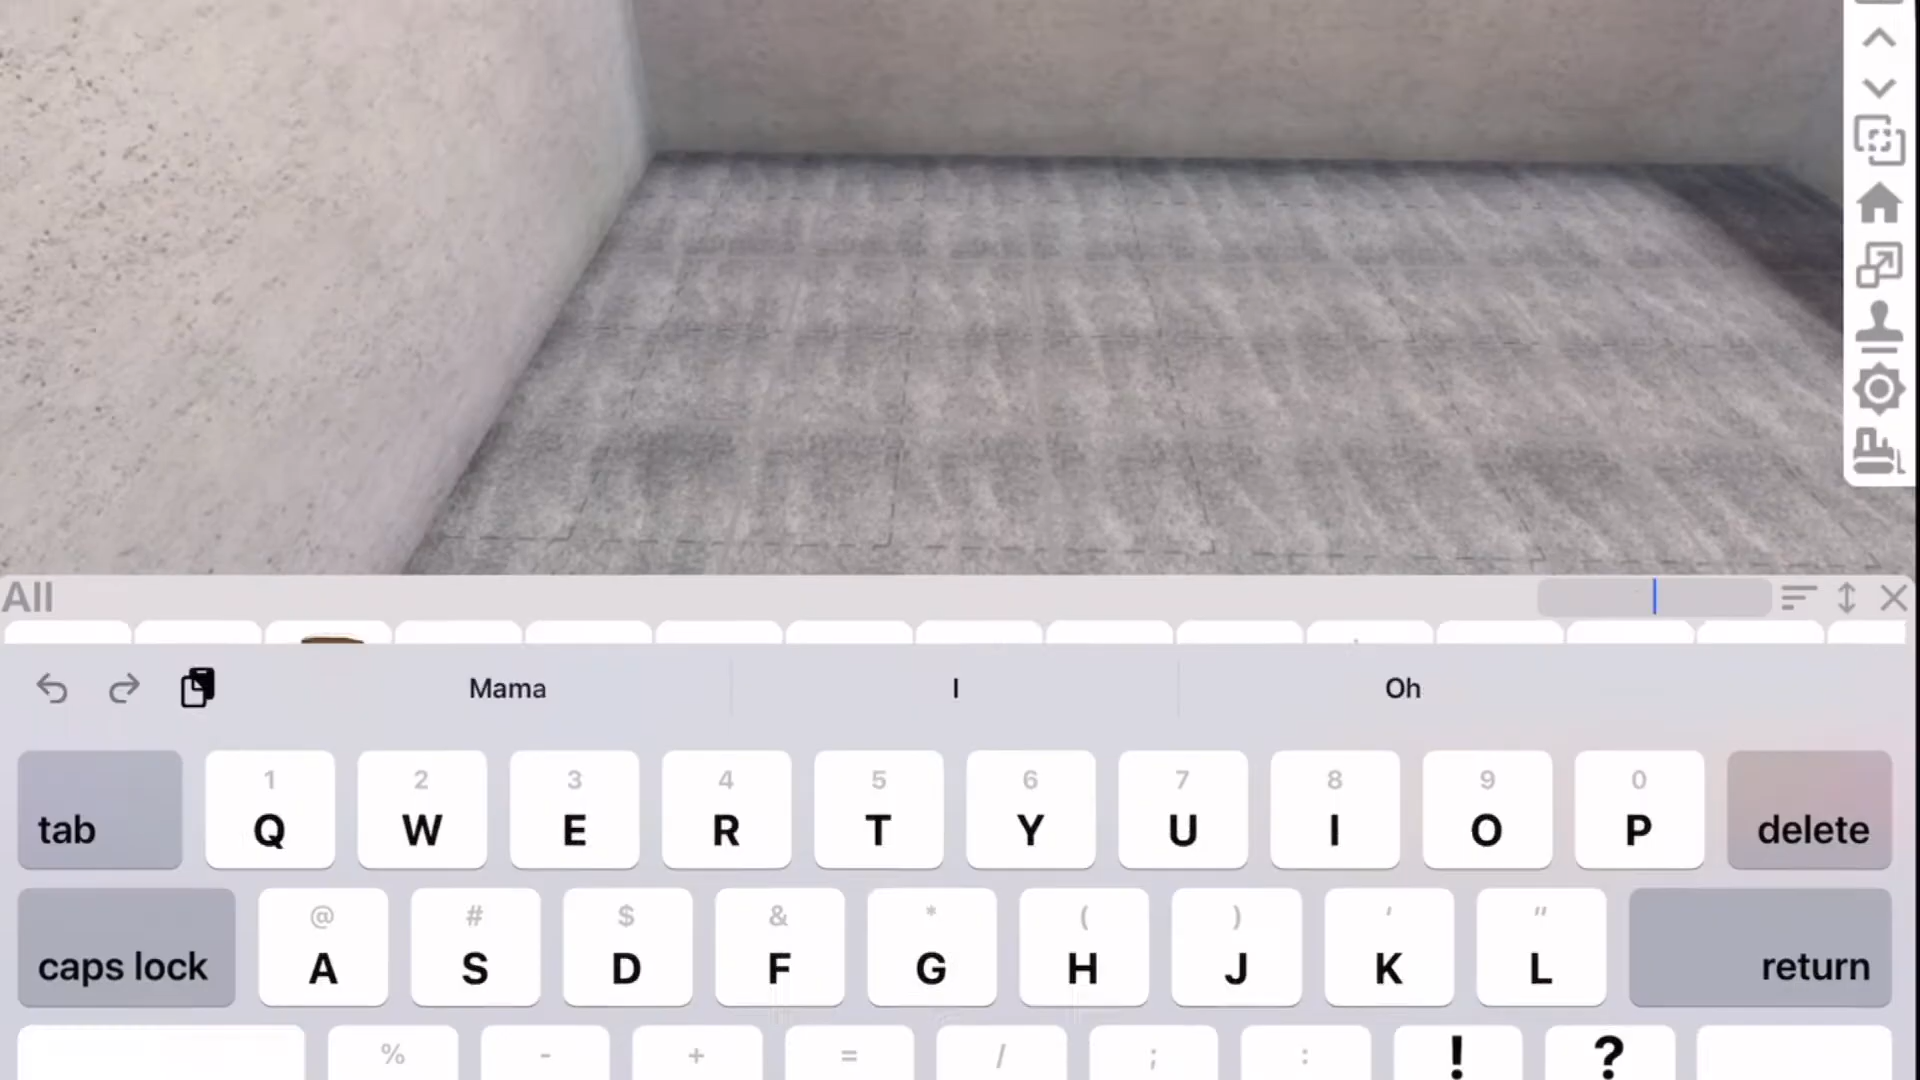 All
Mama I Oh
1 2 3 4 5 6 7 8 9 0
tab Q W E R T Y U I O P delete
@ # $ & * ( ) ' "
caps lock A S D F G H J K L return
% - + = / ; : ! ?